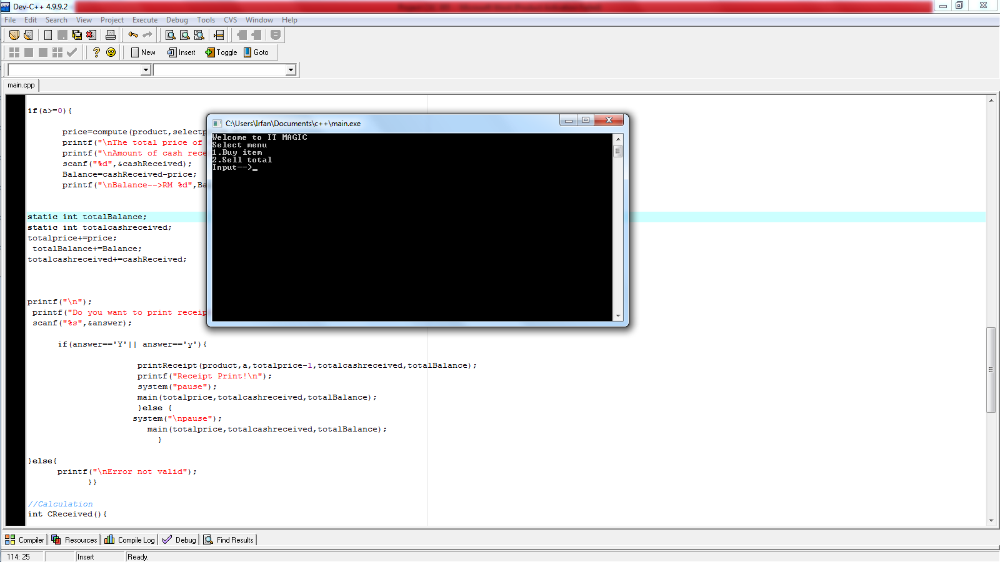 Dev-C++ 4.9.9.2
File Edit Search View Project Execute Debug Tools CVS Window Help
New Insert Toggle Goto
main.cpp
if(a>=0){
price=compute(product,selectp
printf("\nThe total price of
printf("\nAmount of cash rece
scanf("%d",&cashReceived);
Balance=cashReceived-price;
printf("\nBalance-->RM %d",Ba
static int totalBalance;
static int totalcashreceived;
totalprice+=price;
totalBalance+=Balance;
totalcashreceived+=cashReceived;
printf("\n");
printf("Do you want to print receip
scanf("%s",&answer);
if(answer=='Y'|| answer=='y'){
printReceipt(product,a,totalprice-1,totalcashreceived,totalBalance);
printf("Receipt Print!\n");
system("pause");
main(totalprice,totalcashreceived,totalBalance);
}else {
system("\npause");
main(totalprice,totalcashreceived,totalBalance);
}
}else{
printf("\nError not valid");
}}
//Calculation
int CReceived(){
C:\Users\Irfan\Documents\c++\main.exe
Welcome to IT MAGIC
Select menu
1.Buy item
2.Sell total
Input-->_
Compiler Resources Compile Log Debug Find Results
114: 25 Insert Ready.